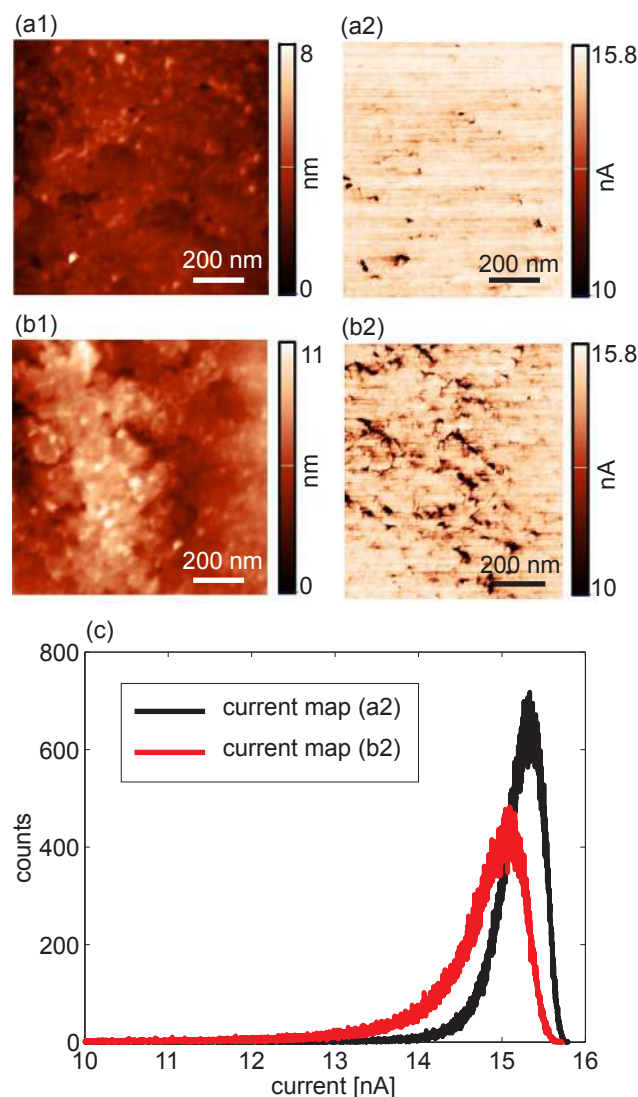 (a1)
8
nm
0
200 nm
(a2)
15.8
nA
10
200 nm
(b1)
11
nm
0
200 nm
(b2)
15.8
nA
10
200 nm
(c)
800
600
400
200
0
counts
current map (a2)
current map (b2)
10 11 12 13 14 15 16
current [nA]